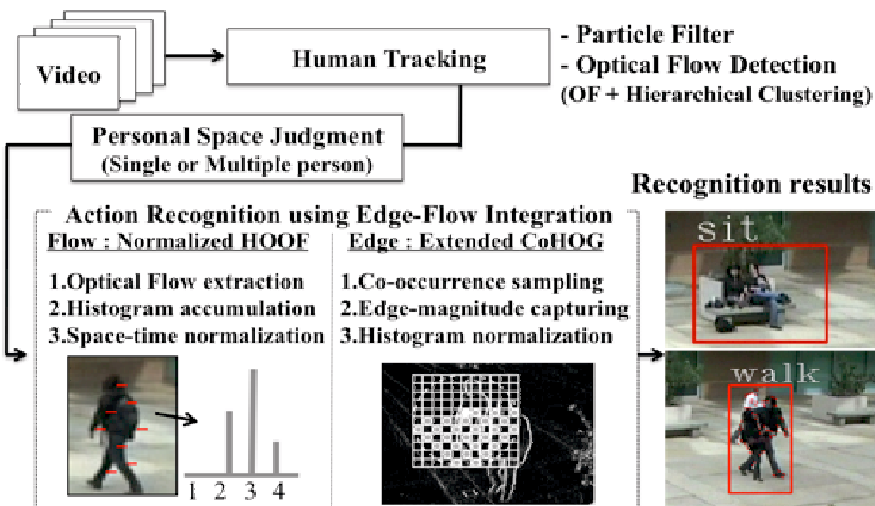 Video
Human Tracking
- Particle Filter
- Optical Flow Detection
(OF + Hierarchical Clustering)
Personal Space Judgment
(Single or Multiple person)
Recognition results
Action Recognition using Edge-Flow Integration
Flow : Normalized HOOF
1.Optical Flow extraction
2.Histogram accumulation
3.Space-time normalization
1 2 3 4
Edge : Extended CoHOG
1.Co-occurrence sampling
2.Edge-magnitude capturing
3.Histogram normalization
sit
walk